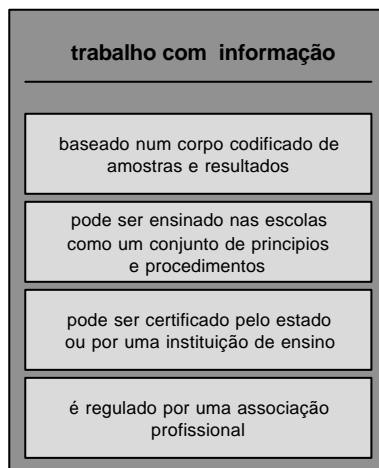 trabalho com informação
baseado num corpo codificado de
amostras e resultados
pode ser ensinado nas escolas
como um conjunto de principios
e procedimentos
pode ser certificado pelo estado
ou por uma instituição de ensino
é regulado por uma associação
profissional